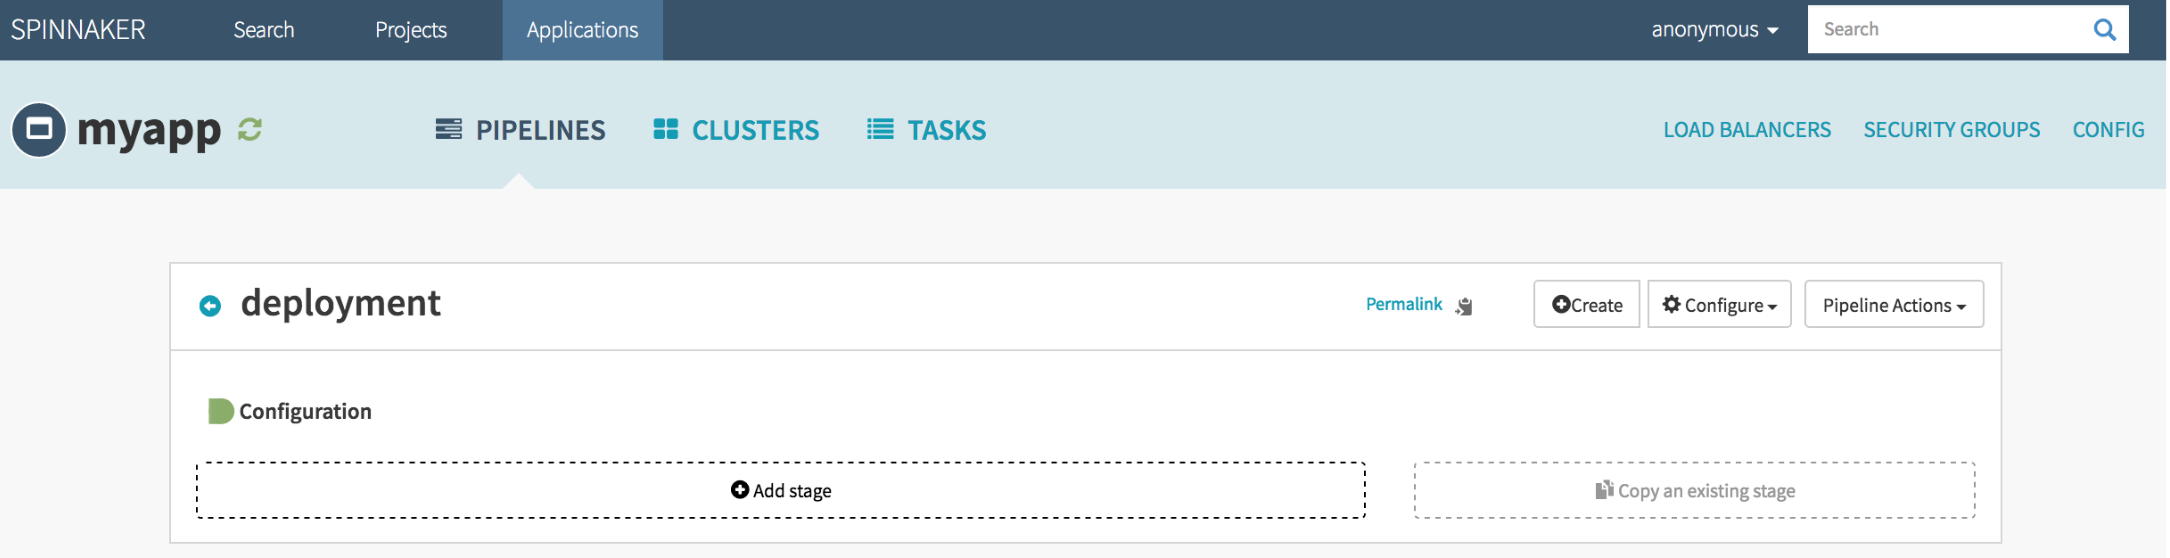 SPINNAKER Search Projects Applications anonymous Search
myapp PIPELINES CLUSTERS TASKS LOAD BALANCERS SECURITY GROUPS CONFIG
deployment Permalink Create Configure Pipeline Actions
Configuration
Add stage Copy an existing stage